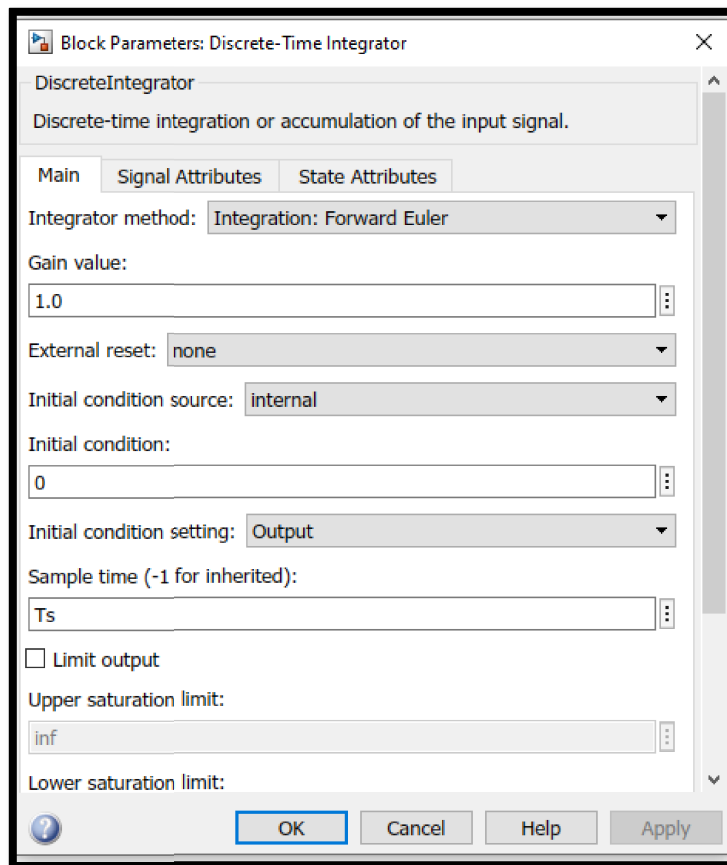 Block Parameters: Discrete-Time Integrator
DiscreteIntegrator
Discrete-time integration or accumulation of the input signal.
Main Signal Attributes State Attributes
Integrator method: Integration: Forward Euler
Gain value:
1.0
External reset: none
Initial condition source: internal
Initial condition:
0
Initial condition setting: Output
Sample time (-1 for inherited):
Ts
Limit output
Upper saturation limit:
inf
Lower saturation limit:
OK Cancel Help Apply